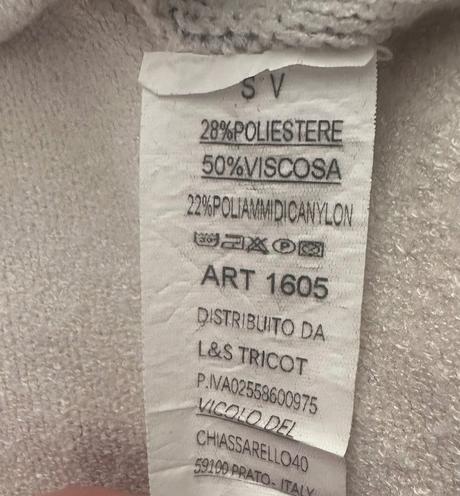 S V
28%POLIESTERE
50%VISCOSA
22%POLIAMMIDICANYLON
ART 1605
DISTRIBUITO DA
L&S TRICOT
P.IVA02558600975
VICOLO DEL
CHIASSARELLO40
59100 PRATO- ITALY